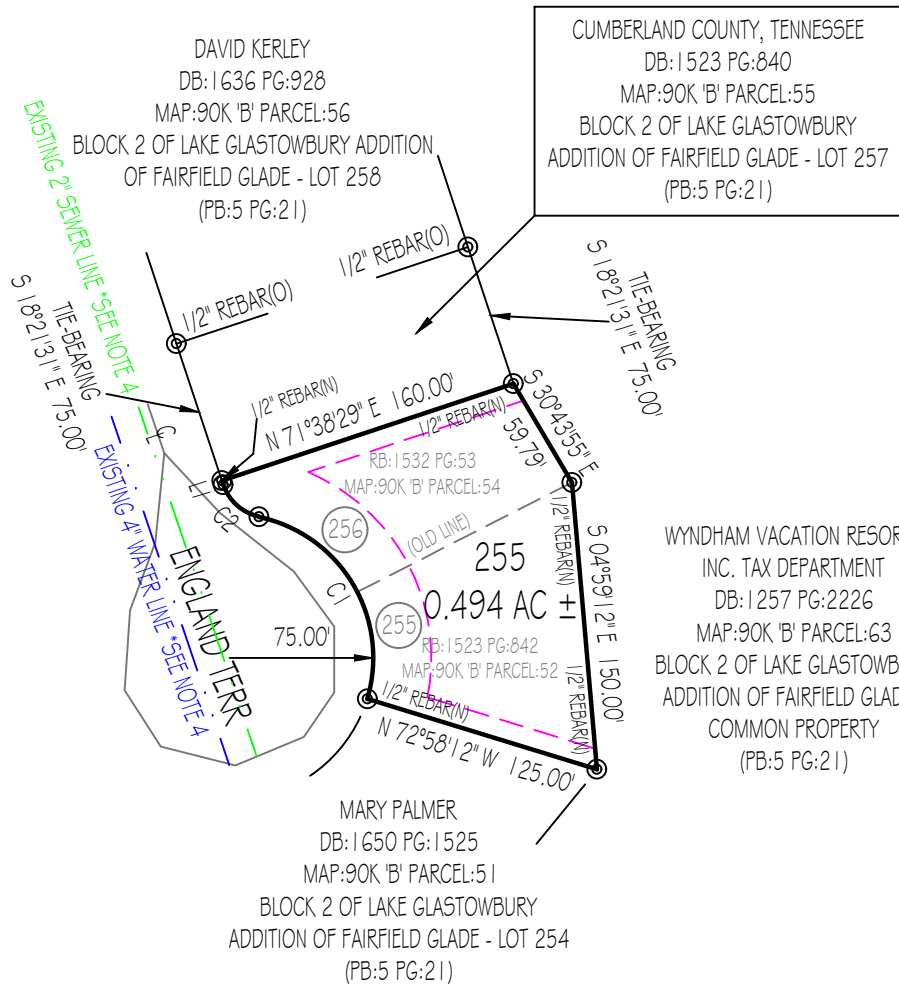 DAVID KERLEY
DB:1636 PG:928
MAP:90K 'B' PARCEL:56
BLOCK 2 OF LAKE GLASTOWBURY ADDITION
OF FAIRFIELD GLADE - LOT 258
(PB:5 PG:21)
CUMBERLAND COUNTY, TENNESSEE
DB:1523 PG:840
MAP:90K 'B' PARCEL:55
BLOCK 2 OF LAKE GLASTOWBURY
ADDITION OF FAIRFIELD GLADE - LOT 257
(PB:5 PG:21)
EXISTING 2" SEWER LINE *SEE NOTE 4
TIE-BEARING
S 18°21'31" E 75.00'
1/2" REBAR(O)
1/2" REBAR(O)
TIE-BEARING
S 18°21'31" E 75.00'
CL
EXISTING 4" WATER LINE *SEE NOTE 4
1/2" REBAR(N)
N 71°38'29" E 160.00'
1/2" REBAR(N)
S 30°43'55" E
59.79'
L1
C2
RB:1532 PG:53
MAP:90K 'B' PARCEL:54
256
(OLD LINE)
1/2" REBAR(N)
S 04°59'12" E 150.00'
1/2" REBAR(N)
C1
255
0.494 AC ±
255
RB:1523 PG:842
MAP:90K 'B' PARCEL:52
ENGLAND TERR
75.00'
1/2" REBAR(N)
N 72°58'12" W 125.00'
WYNDHAM VACATION RESOR
INC. TAX DEPARTMENT
DB:1257 PG:2226
MAP:90K 'B' PARCEL:63
BLOCK 2 OF LAKE GLASTOWB
ADDITION OF FAIRFIELD GLAD
COMMON PROPERTY
(PB:5 PG:21)
MARY PALMER
DB:1650 PG:1525
MAP:90K 'B' PARCEL:51
BLOCK 2 OF LAKE GLASTOWBURY
ADDITION OF FAIRFIELD GLADE - LOT 254
(PB:5 PG:21)